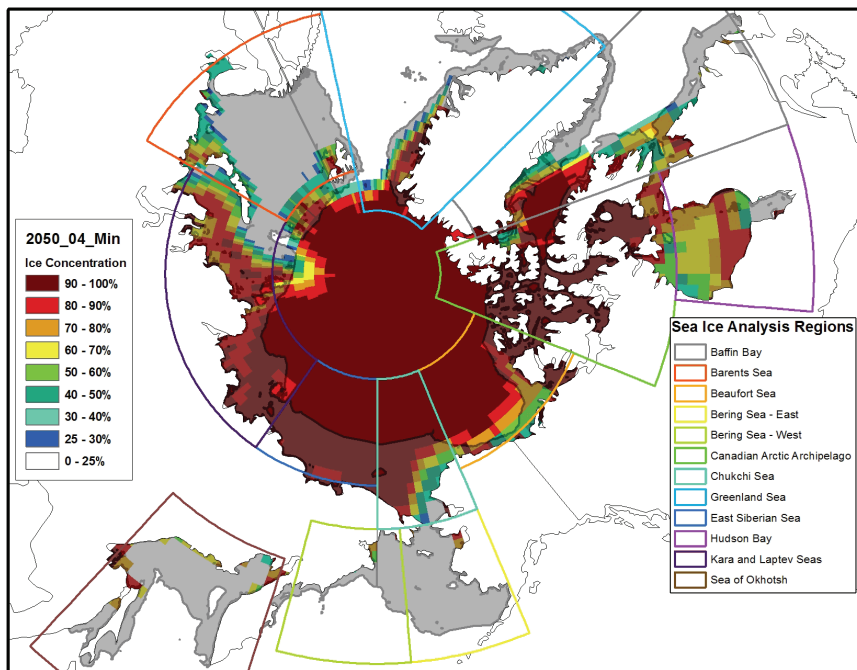 2050_04_Min
Ice Concentration
90 - 100%
80 - 90%
70 - 80%
60 - 70%
50 - 60%
40 - 50%
30 - 40%
25 - 30%
0 - 25%
Sea Ice Analysis Regions
Baffin Bay
Barents Sea
Beaufort Sea
Bering Sea - East
Bering Sea - West
Canadian Arctic Archipelago
Chukchi Sea
Greenland Sea
East Siberian Sea
Hudson Bay
Kara and Laptev Seas
Sea of Okhotsh